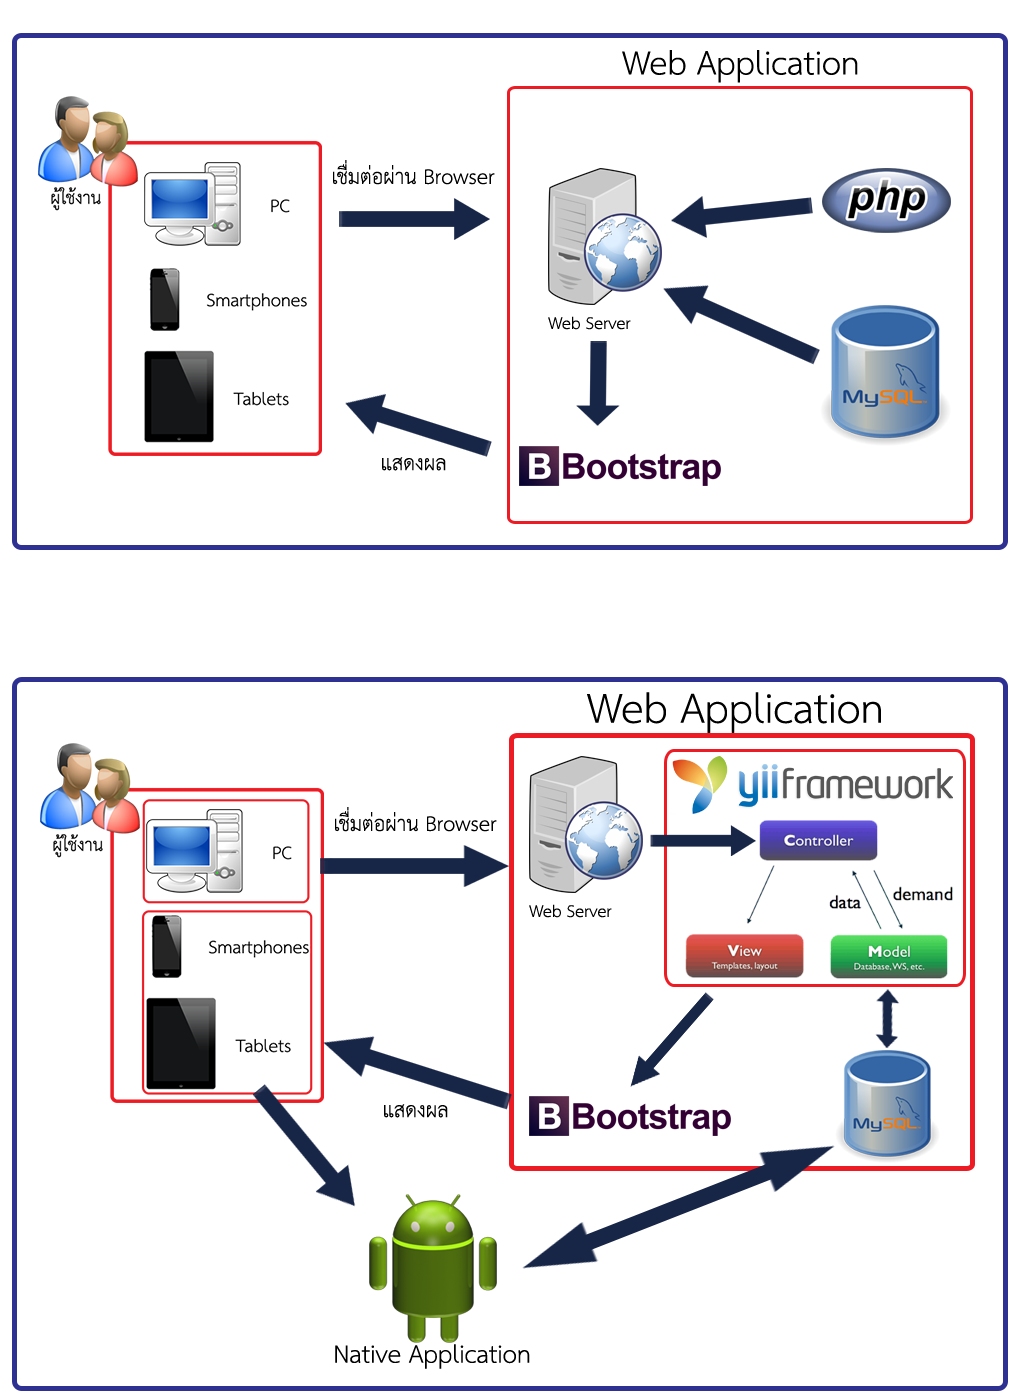 Web Application
ผู้ใช้งาน
PC
Smartphones
Tablets
เชื่มต่อผ่าน Browser
แสดงผล
Web Server
php
MySQL
B Bootstrap
Web Application
ผู้ใช้งาน
PC
Smartphones
Tablets
เชื่มต่อผ่าน Browser
แสดงผล
Web Server
yiiframework
Controller
data
demand
View
Templates, layout
Model
Database, WS, etc.
B Bootstrap
MySQL
Native Application